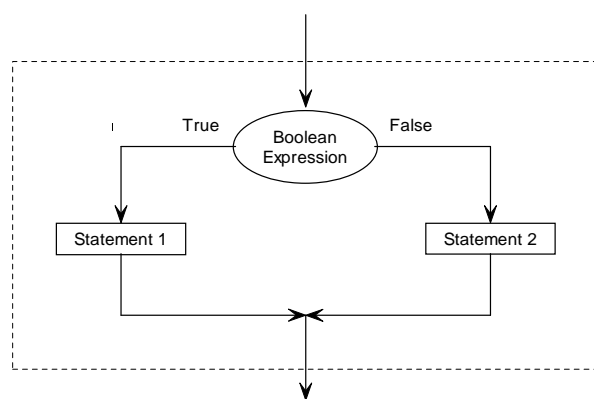 True
False
Boolean
Expression
Statement 1
Statement 2